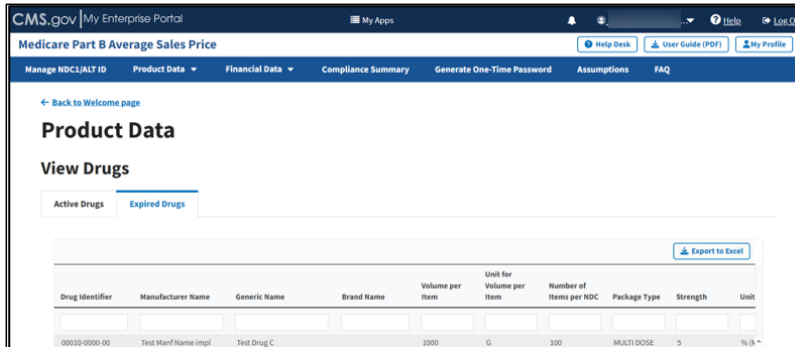 CMS.gov My Enterprise Portal My Apps Help Log O
Medicare Part B Average Sales Price Help Desk User Guide (PDF) My Profile
Manage NDC1/ALT ID Product Data Financial Data Compliance Summary Generate One-Time Password Assumptions FAQ
← Back to Welcome page
Product Data
View Drugs
Active Drugs Expired Drugs
Export to Excel
Drug Identifier Manufacturer Name Generic Name Brand Name Volume per Item Unit for Volume per Item Number of Items per NDC Package Type Strength Unit
00010-0000-00 Test Manf Name impl Test Drug C 1000 G 100 MULTI DOSE 5